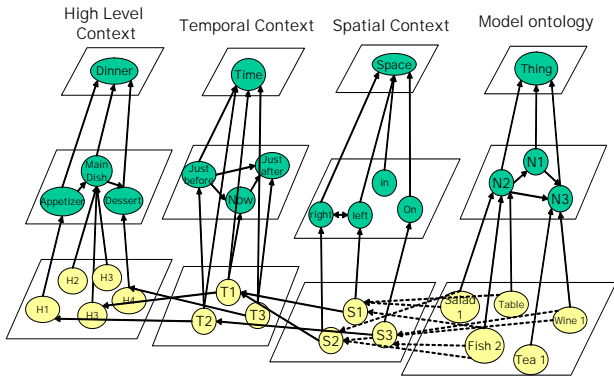 High Level
Context
Temporal Context
Spatial Context
Model ontology
Dinner
Time
Space
Thing
Main
Dish
Appetizer
Dessert
Just
before
Just
after
Now
in
right
left
On
N1
N2
N3
H2
H3
H1
H3
H4
T1
T2
T3
S1
S2
S3
Salad
1
Table
Wine 1
Fish 2
Tea 1